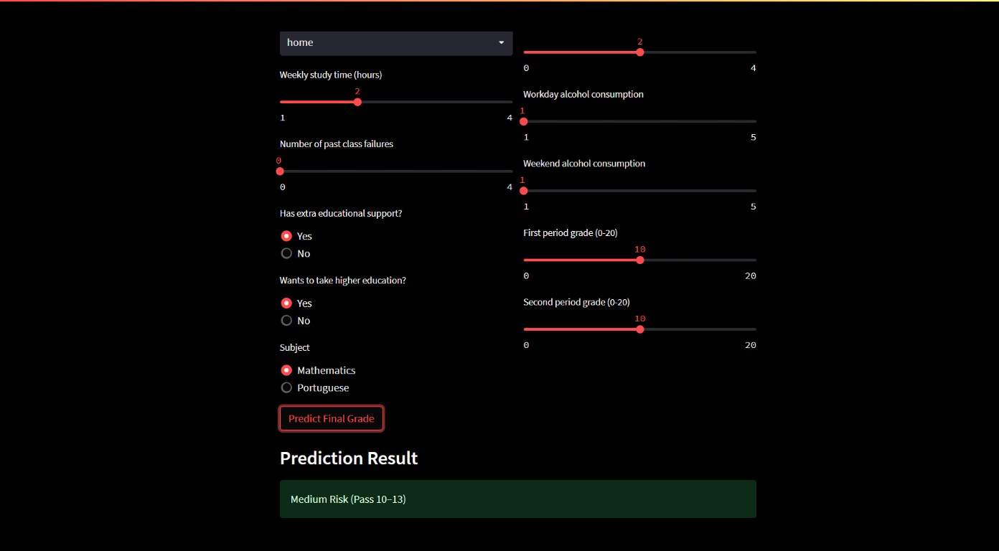 home
Weekly study time (hours)
2
1 4
Number of past class failures
0
0 4
Has extra educational support?
Yes
No
Wants to take higher education?
Yes
No
Subject
Mathematics
Portuguese
Predict Final Grade
2
0 4
Workday alcohol consumption
1
1 5
Weekend alcohol consumption
1
1 5
First period grade (0-20)
10
0 20
Second period grade (0-20)
10
0 20
Prediction Result
Medium Risk (Pass 10–13)